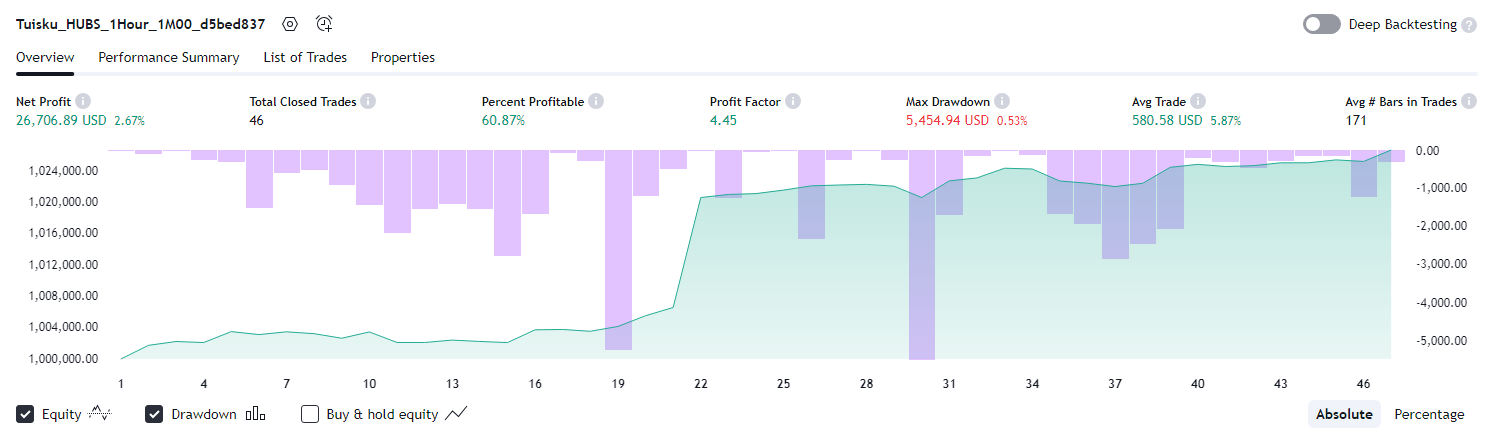 Tuisku_HUBS_1Hour_1M00_d5bed837 Deep Backtesting ?
Overview Performance Summary List of Trades Properties
Net Profit i Total Closed Trades i Percent Profitable i Profit Factor i Max Drawdown i Avg Trade i Avg # Bars in Trades i
26,706.89 USD 2.67% 46 60.87% 4.45 5,454.94 USD 0.53% 580.58 USD 5.87% 171
0.00
1,024,000.00
-1,000.00
1,020,000.00
-2,000.00
1,016,000.00
-3,000.00
1,012,000.00
1,008,000.00
-4,000.00
1,004,000.00
-5,000.00
1,000,000.00
1 4 7 10 13 16 19 22 25 28 31 34 37 40 43 46
Equity Drawdown Buy & hold equity Absolute Percentage